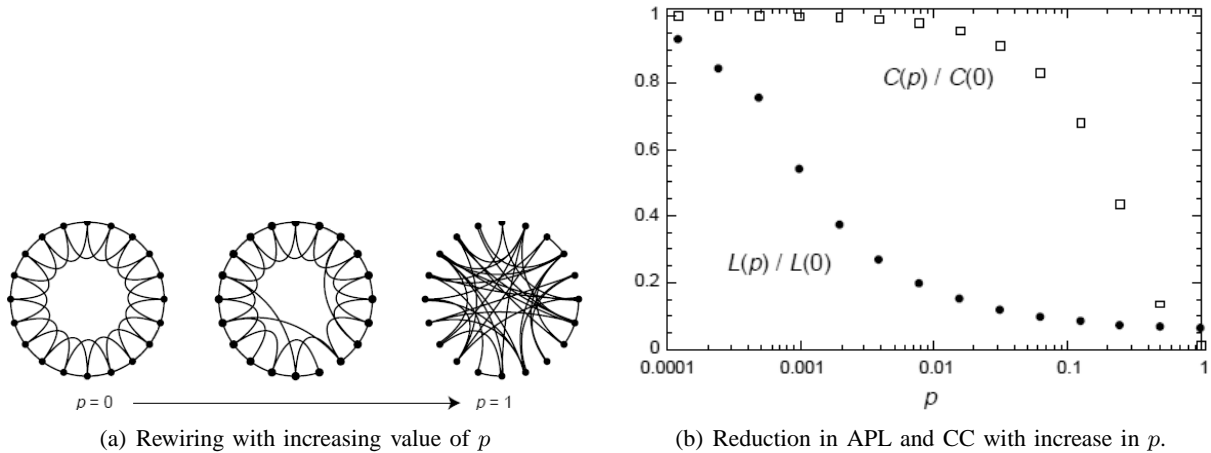 p = 0
p = 1
(a) Rewiring with increasing value of p
1
0.8
0.6
0.4
0.2
0
C(p) / C(0)
L(p) / L(0)
0.0001
0.001
0.01
0.1
1
p
(b) Reduction in APL and CC with increase in p.